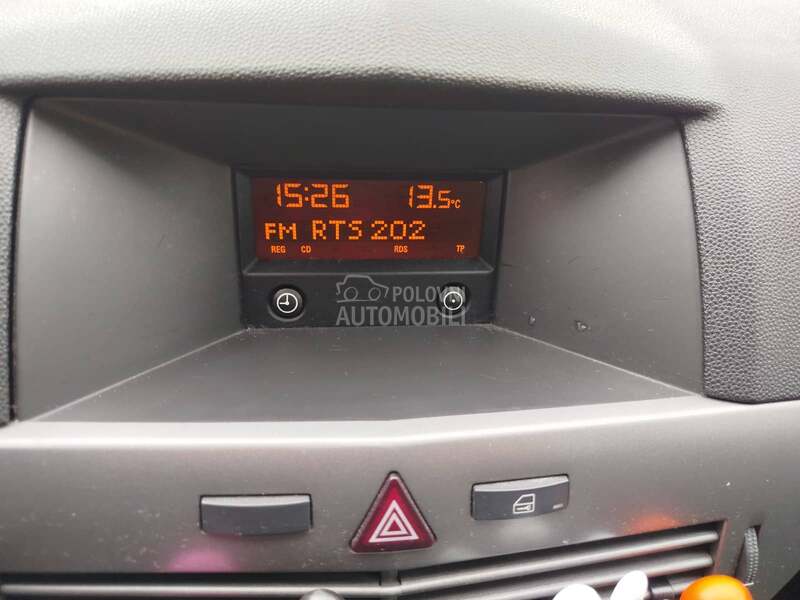 15:26 13.5°C
FM RTS 202
REG CD RDS TP
POLOVNI
AUTOMOBILI